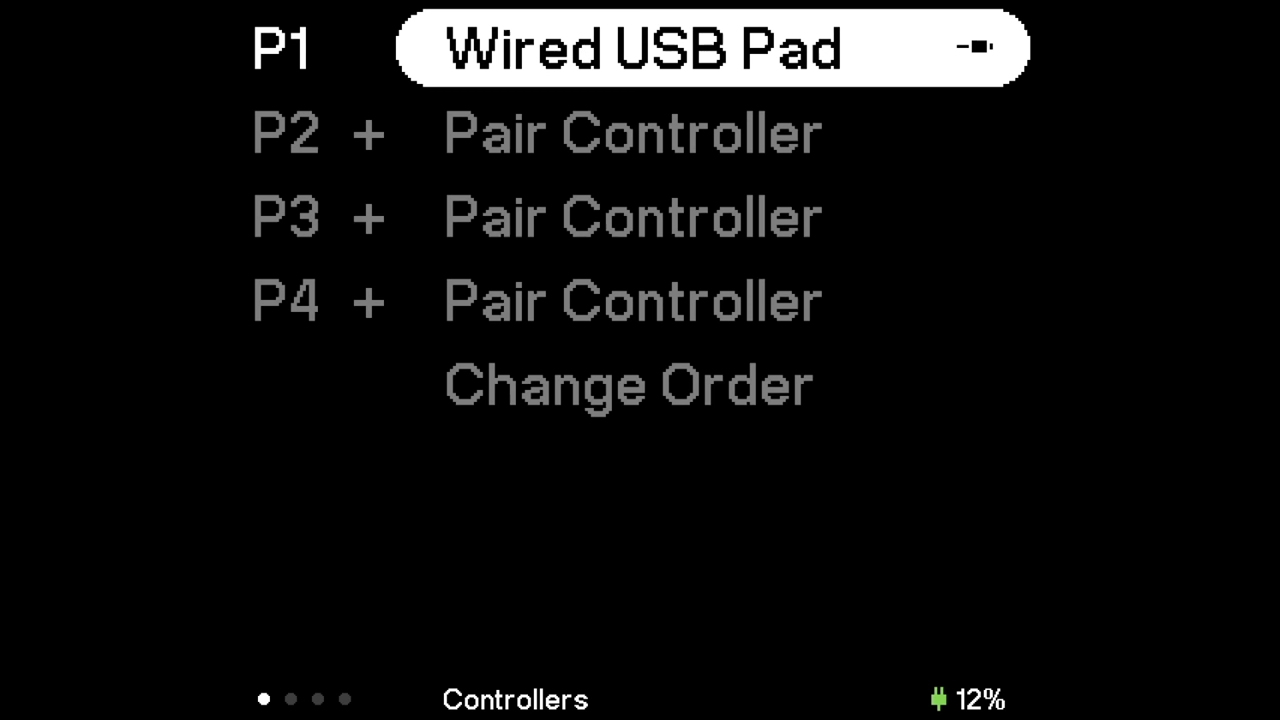 P1 Wired USB Pad
P2 + Pair Controller
P3 + Pair Controller
P4 + Pair Controller
Change Order
Controllers 12%